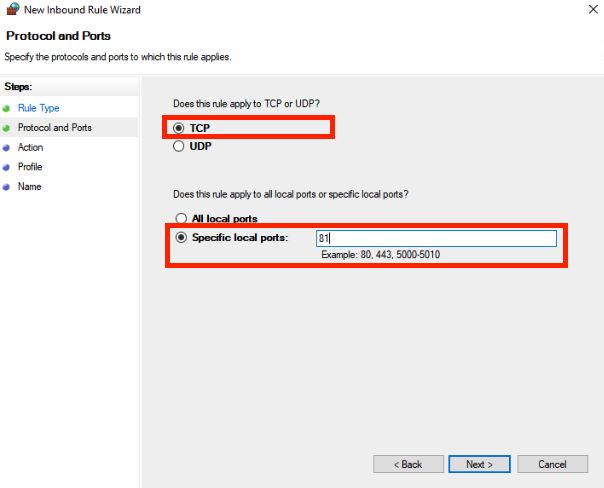 New Inbound Rule Wizard
Protocol and Ports
Specify the protocols and ports to which this rule applies.
Steps:
Rule Type
Protocol and Ports
Action
Profile
Name
Does this rule apply to TCP or UDP?
TCP
UDP
Does this rule apply to all local ports or specific local ports?
All local ports
Specific local ports: 81
Example: 80, 443, 5000-5010
< Back Next > Cancel